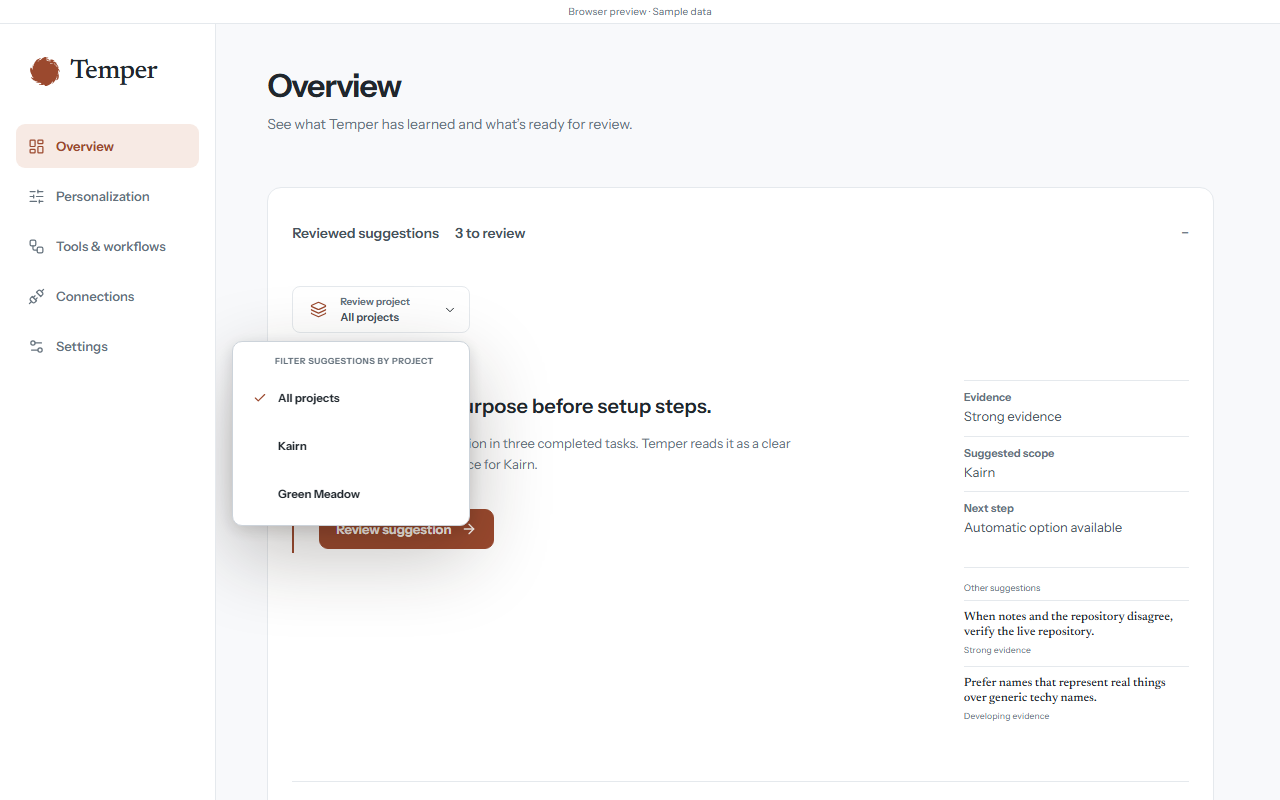 Browser preview · Sample data
Temper
Overview
Personalization
Tools & workflows
Connections
Settings
Overview
See what Temper has learned and what's ready for review.
Reviewed suggestions 3 to review
Review project
All projects
FILTER SUGGESTIONS BY PROJECT
All projects
Kairn
Green Meadow
before setup steps.
in three completed tasks. Temper reads it as a clear
for Kairn.
Review suggestion
Evidence
Strong evidence
Suggested scope
Kairn
Next step
Automatic option available
Other suggestions
When notes and the repository disagree,
verify the live repository.
Strong evidence
Prefer names that represent real things
over generic techy names.
Developing evidence